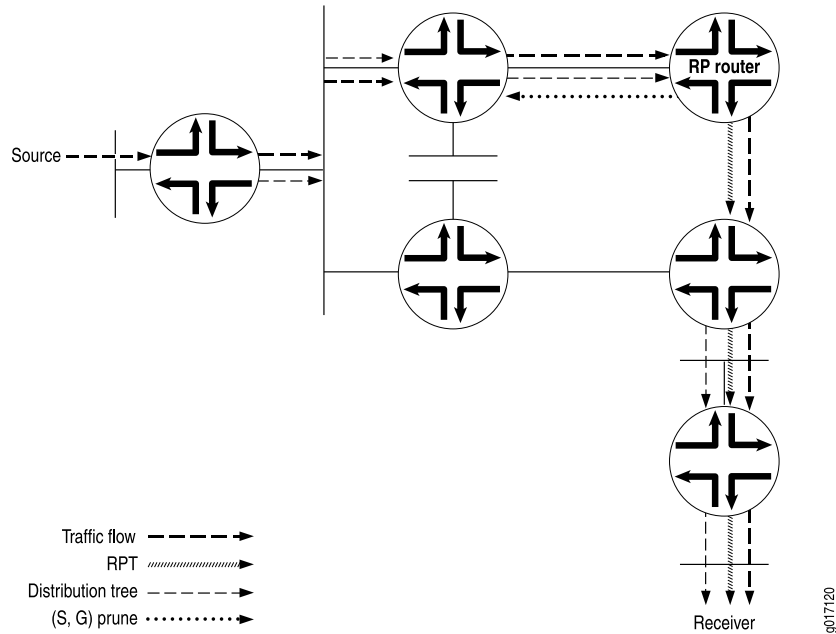 RP router
Source
Traffic flow
RPT
Distribution tree
(S, G) prune
Receiver
g017120